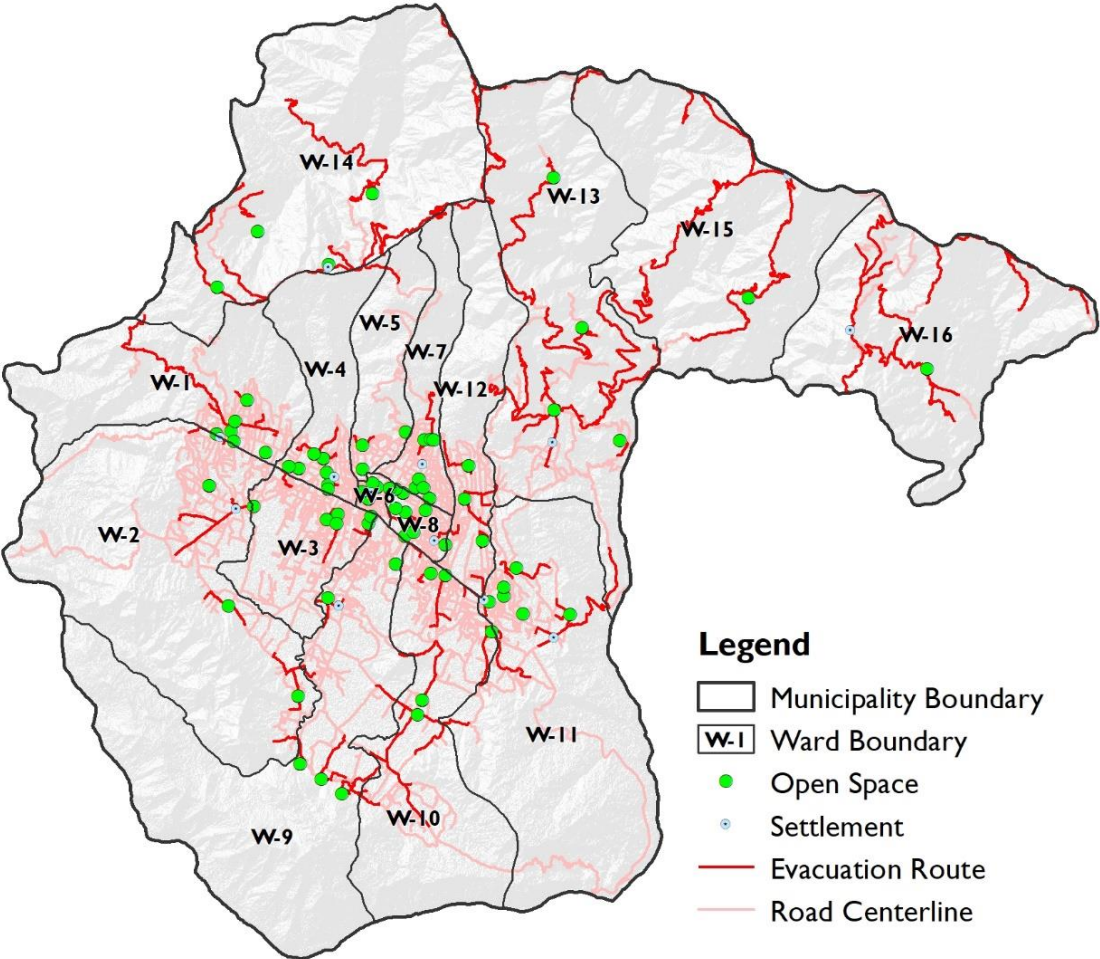 W-14
W-13
W-15
W-5
W-16
W-7
W-4
W-1
W-12
W-6
W-8
W-2
W-3
Legend
Municipality Boundary
W-11
W-1 Ward Boundary
Open Space
W-10
Settlement
W-9
Evacuation Route
Road Centerline